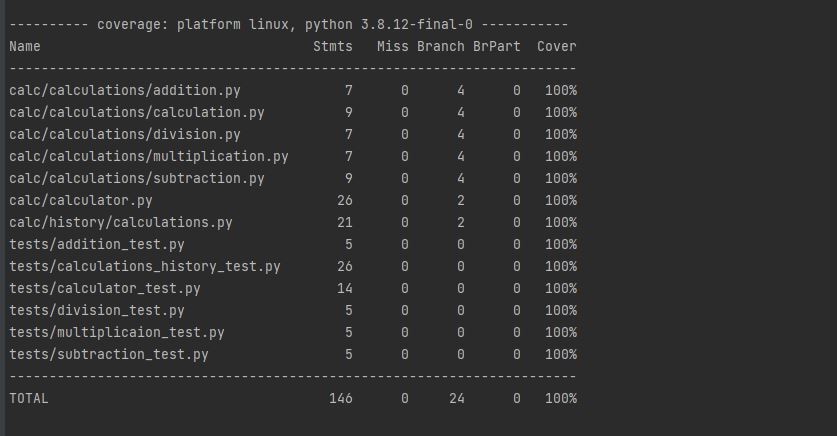 ---------- coverage: platform linux, python 3.8.12-final-0 -----------
Name                                  Stmts   Miss Branch BrPart  Cover
-----------------------------------------------------------------------
calc/calculations/addition.py             7      0      4      0   100%
calc/calculations/calculation.py          9      0      4      0   100%
calc/calculations/division.py             7      0      4      0   100%
calc/calculations/multiplication.py       7      0      4      0   100%
calc/calculations/subtraction.py          9      0      4      0   100%
calc/calculator.py                       26      0      2      0   100%
calc/history/calculations.py             21      0      2      0   100%
tests/addition_test.py                    5      0      0      0   100%
tests/calculations_history_test.py       26      0      0      0   100%
tests/calculator_test.py                 14      0      0      0   100%
tests/division_test.py                    5      0      0      0   100%
tests/multiplicaion_test.py               5      0      0      0   100%
tests/subtraction_test.py                 5      0      0      0   100%
-----------------------------------------------------------------------
TOTAL                                   146      0     24      0   100%